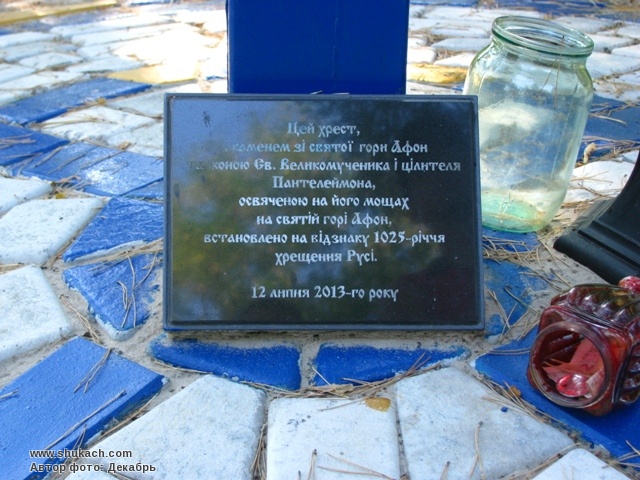 Цей хрест,
каменем зі святої гори Афон
іконою Св. Великомученика і цілителя
Пантелеймона,
освяченою на його мощах
на святій горі Афон,
встановлено на відзнаку 1025-річчя
хрещення Русі.
12 липня 2013-го року
www.shukach.com
Автор фото: Декабрь